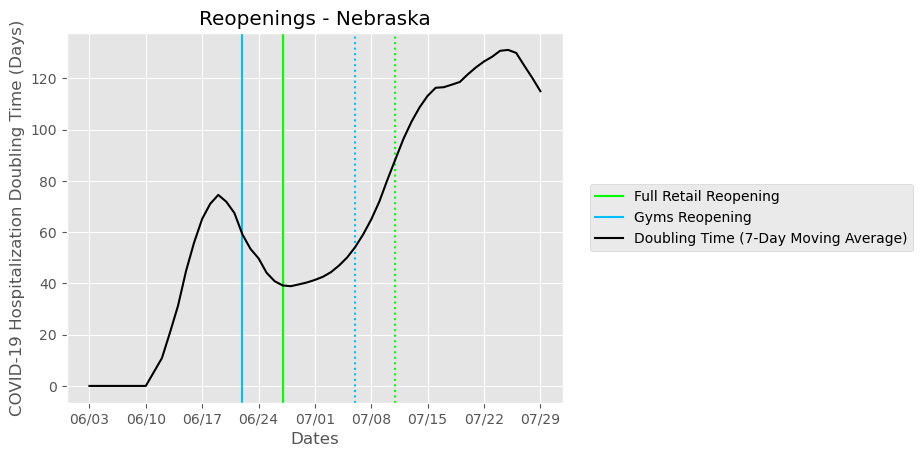 Reopenings - Nebraska
COVID-19 Hospitalization Doubling Time (Days)
120
100
80
60
40
20
0
06/03 06/10 06/17 06/24 07/01 07/08 07/15 07/22 07/29
Dates
Full Retail Reopening
Gyms Reopening
Doubling Time (7-Day Moving Average)